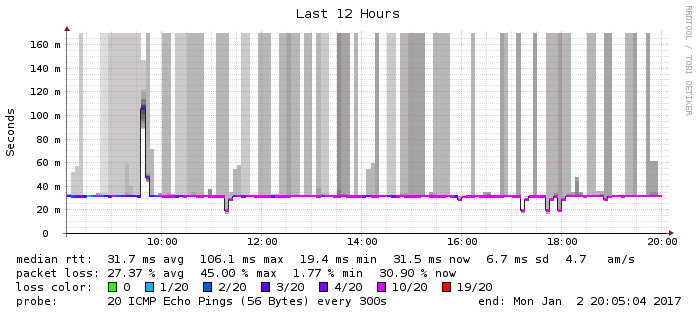 Last 12 Hours
RRDTOOL / TOBI OETIKER
Seconds
160 m
140 m
120 m
100 m
80 m
60 m
40 m
20 m
0
10:00 12:00 14:00 16:00 18:00 20:00
median rtt: 31.7 ms avg 106.1 ms max 19.4 ms min 31.5 ms now 6.7 ms sd 4.7 am/s
packet loss: 27.37 % avg 45.00 % max 1.77 % min 30.90 % now
loss color: 0 1/20 2/20 3/20 4/20 10/20 19/20
probe: 20 ICMP Echo Pings (56 Bytes) every 300s end: Mon Jan 2 20:05:04 2017